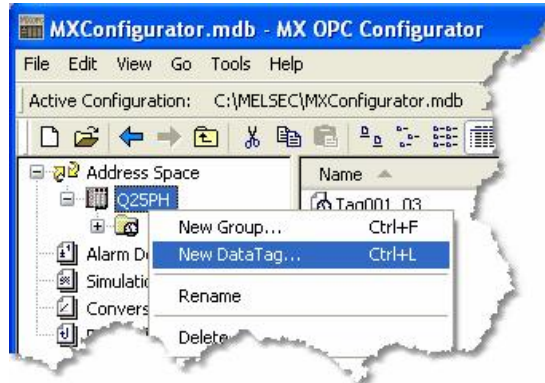 MXConfigurator.mdb - MX OPC Configurator
File Edit View Go Tools Help
Active Configuration: C:\MELSEC\MXConfigurator.mdb
Address Space
Name
Q25PH
Tag001_03
New Group... Ctrl+F
New DataTag... Ctrl+L
Alarm D
Simulatio
Rename
Convers
Delete